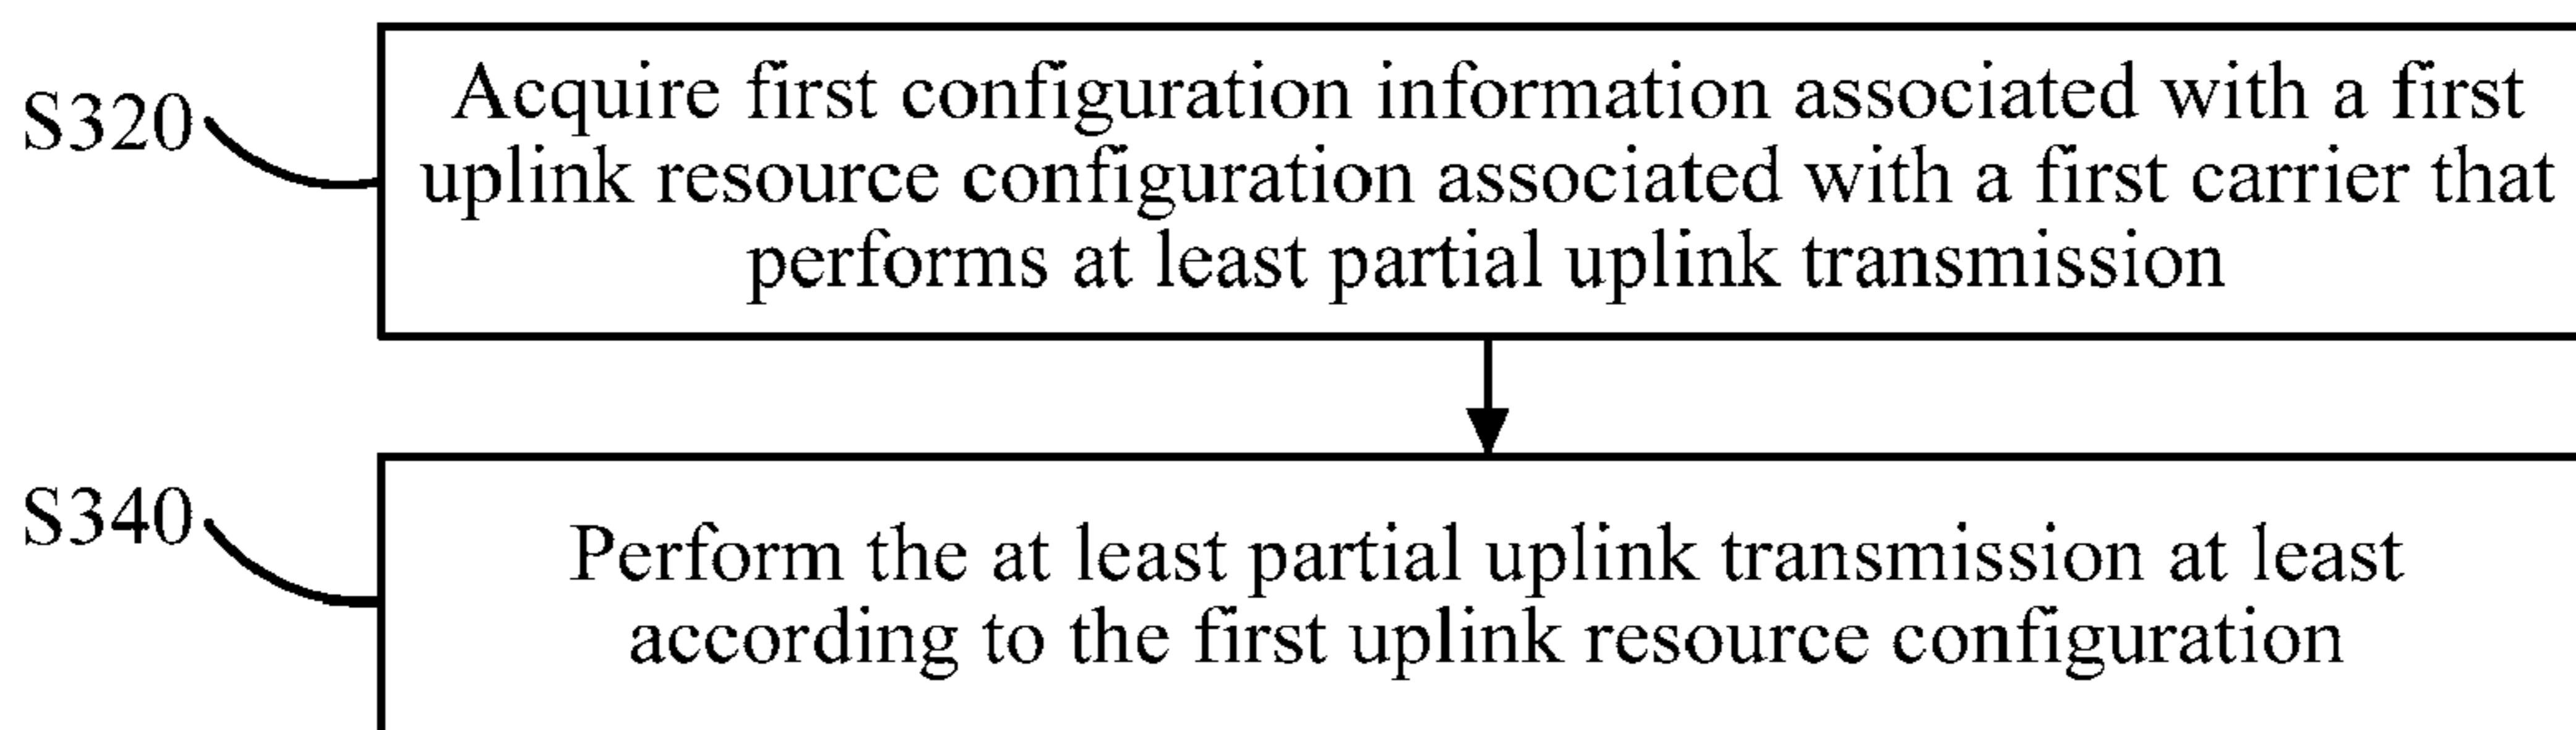 S320
Acquire first configuration information associated with a first
uplink resource configuration associated with a first carrier that
performs at least partial uplink transmission
S340
Perform the at least partial uplink transmission at least
according to the first uplink resource configuration